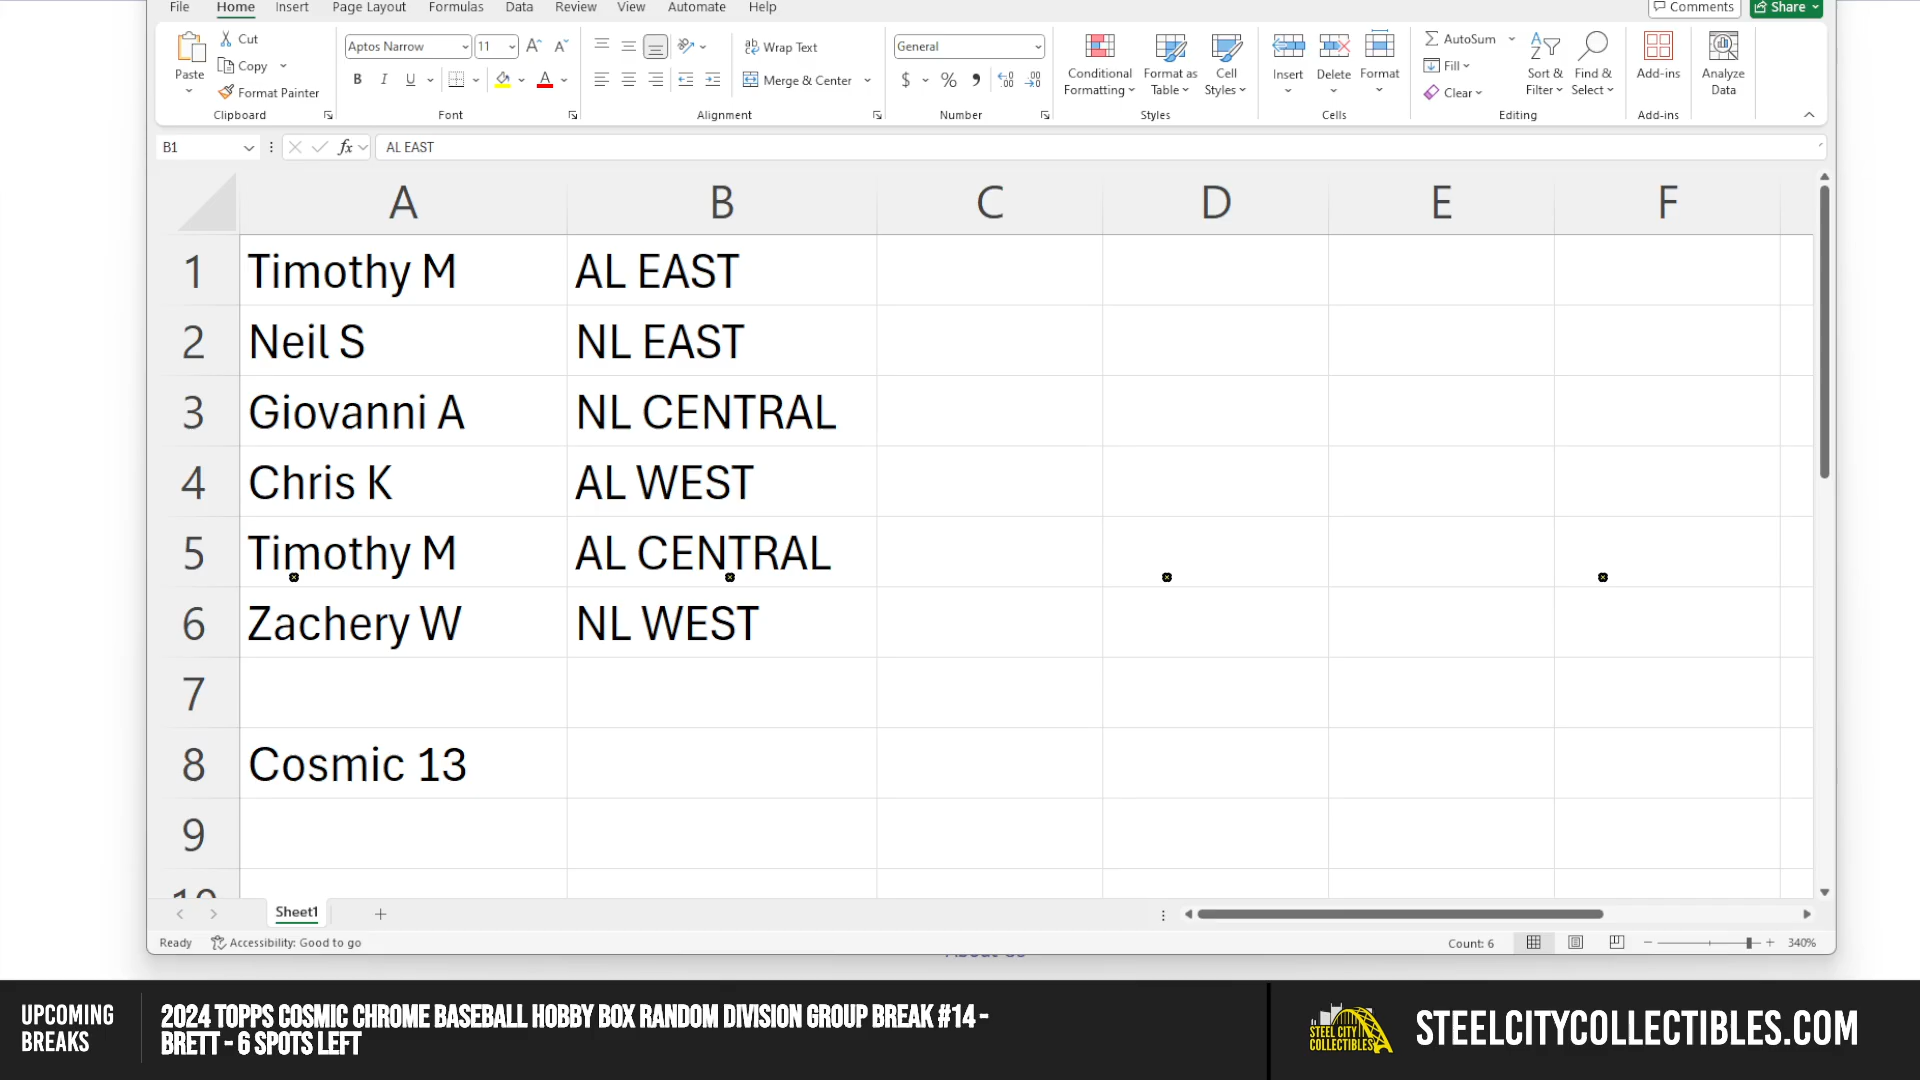 File Home Insert Page Layout Formulas Data Review View Automate Help Comments Share
Paste Cut Copy Format Painter Clipboard
Aptos Narrow 11 B I U A Font
Wrap Text Merge & Center Alignment
General $ % Number
Conditional Formatting Format as Table Cell Styles Styles
Insert Delete Format Cells
AutoSum Fill Clear Sort & Filter Find & Select Editing
Add-ins Add-ins
Analyze Data
B1 fx AL EAST
A B C D E F
1 Timothy M AL EAST
2 Neil S NL EAST
3 Giovanni A NL CENTRAL
4 Chris K AL WEST
5 Timothy M AL CENTRAL
6 Zachery W NL WEST
7
8 Cosmic 13
9
10
Sheet1
Ready Accessibility: Good to go Count: 6 340%
UPCOMING BREAKS
2024 TOPPS COSMIC CHROME BASEBALL HOBBY BOX RANDOM DIVISION GROUP BREAK #14 -
BRETT - 6 SPOTS LEFT
STEEL CITY COLLECTIBLES
STEELCITYCOLLECTIBLES.COM